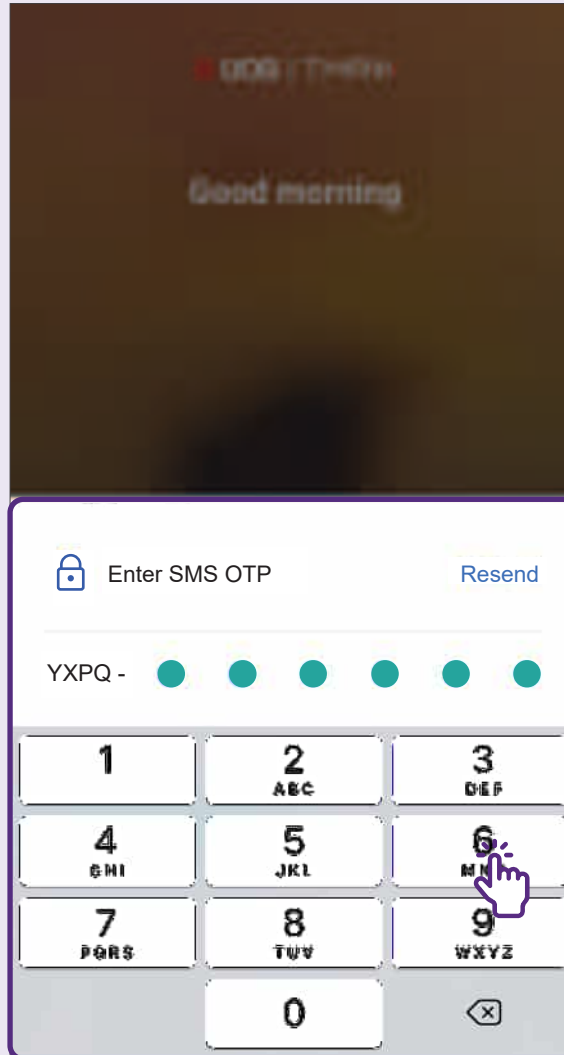 Good morning
Enter SMS OTP Resend
YXPQ -
1 2 3
ABC DEF
4 5 6
GHI JKL
7 8 9
PQRS TUV WXYZ
0